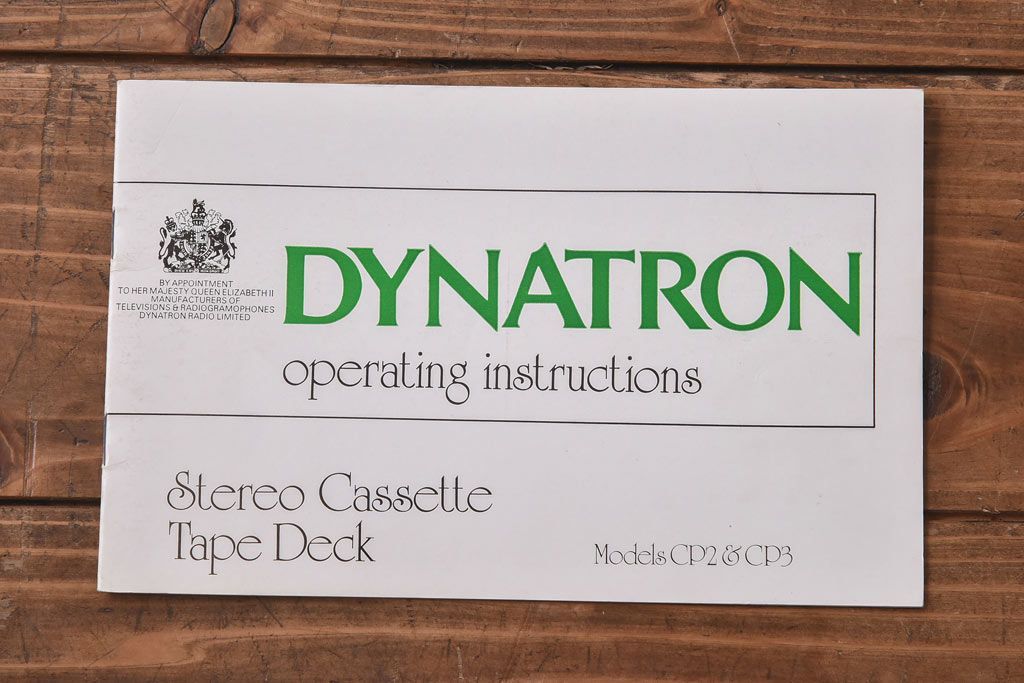 BY APPOINTMENT
TO HER MAJESTY QUEEN ELIZABETH II
MANUFACTURERS OF
TELEVISIONS & RADIOGRAMOPHONES
DYNATRON RADIO LIMITED
DYNATRON
operating instructions
Stereo Cassette
Tape Deck
Models CP2 & CP3